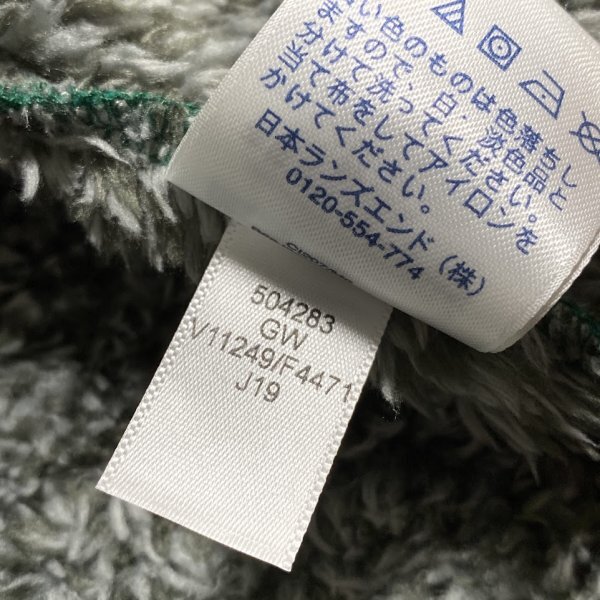 い色のものは色落ちし
ますので、白・淡色品と
分けて洗ってください。
当て布をしてアイロンを
かけてください。
日本ランズエンド（株）
0120-554-774
504283
GW
V11249/F4471
J19